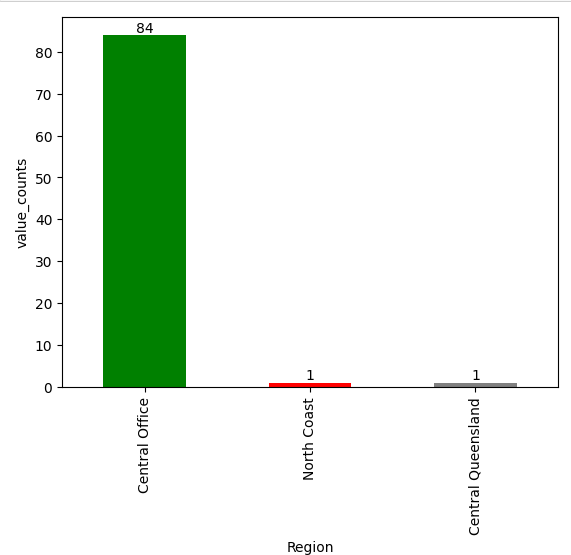 84
80
70
60
50
40
30
20
10
0
value_counts
1
1
Central Office
North Coast
Central Queensland
Region